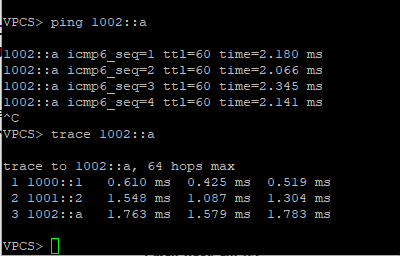 VPCS> ping 1002::a
1002::a icmp6_seq=1 ttl=60 time=2.180 ms
1002::a icmp6_seq=2 ttl=60 time=2.066 ms
1002::a icmp6_seq=3 ttl=60 time=2.345 ms
1002::a icmp6_seq=4 ttl=60 time=2.141 ms
^C
VPCS> trace 1002::a
trace to 1002::a, 64 hops max
1 1000::1 0.610 ms 0.425 ms 0.519 ms
2 1001::2 1.548 ms 1.087 ms 1.304 ms
3 1002::a 1.763 ms 1.579 ms 1.783 ms
VPCS>